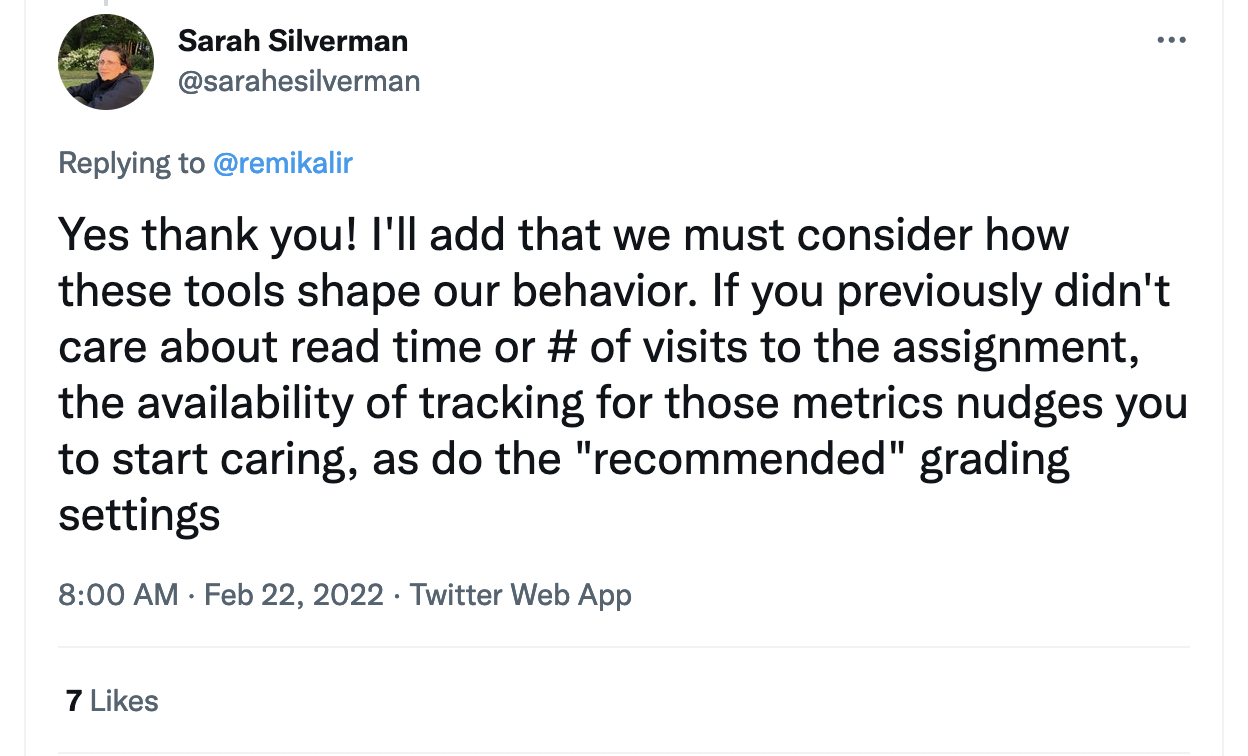 Sarah Silverman
@sarahesilverman
Replying to @remikalir
Yes thank you! I'll add that we must consider how
these tools shape our behavior. If you previously didn't
care about read time or # of visits to the assignment,
the availability of tracking for those metrics nudges you
to start caring, as do the "recommended" grading
settings
8:00 AM · Feb 22, 2022 · Twitter Web App
7 Likes